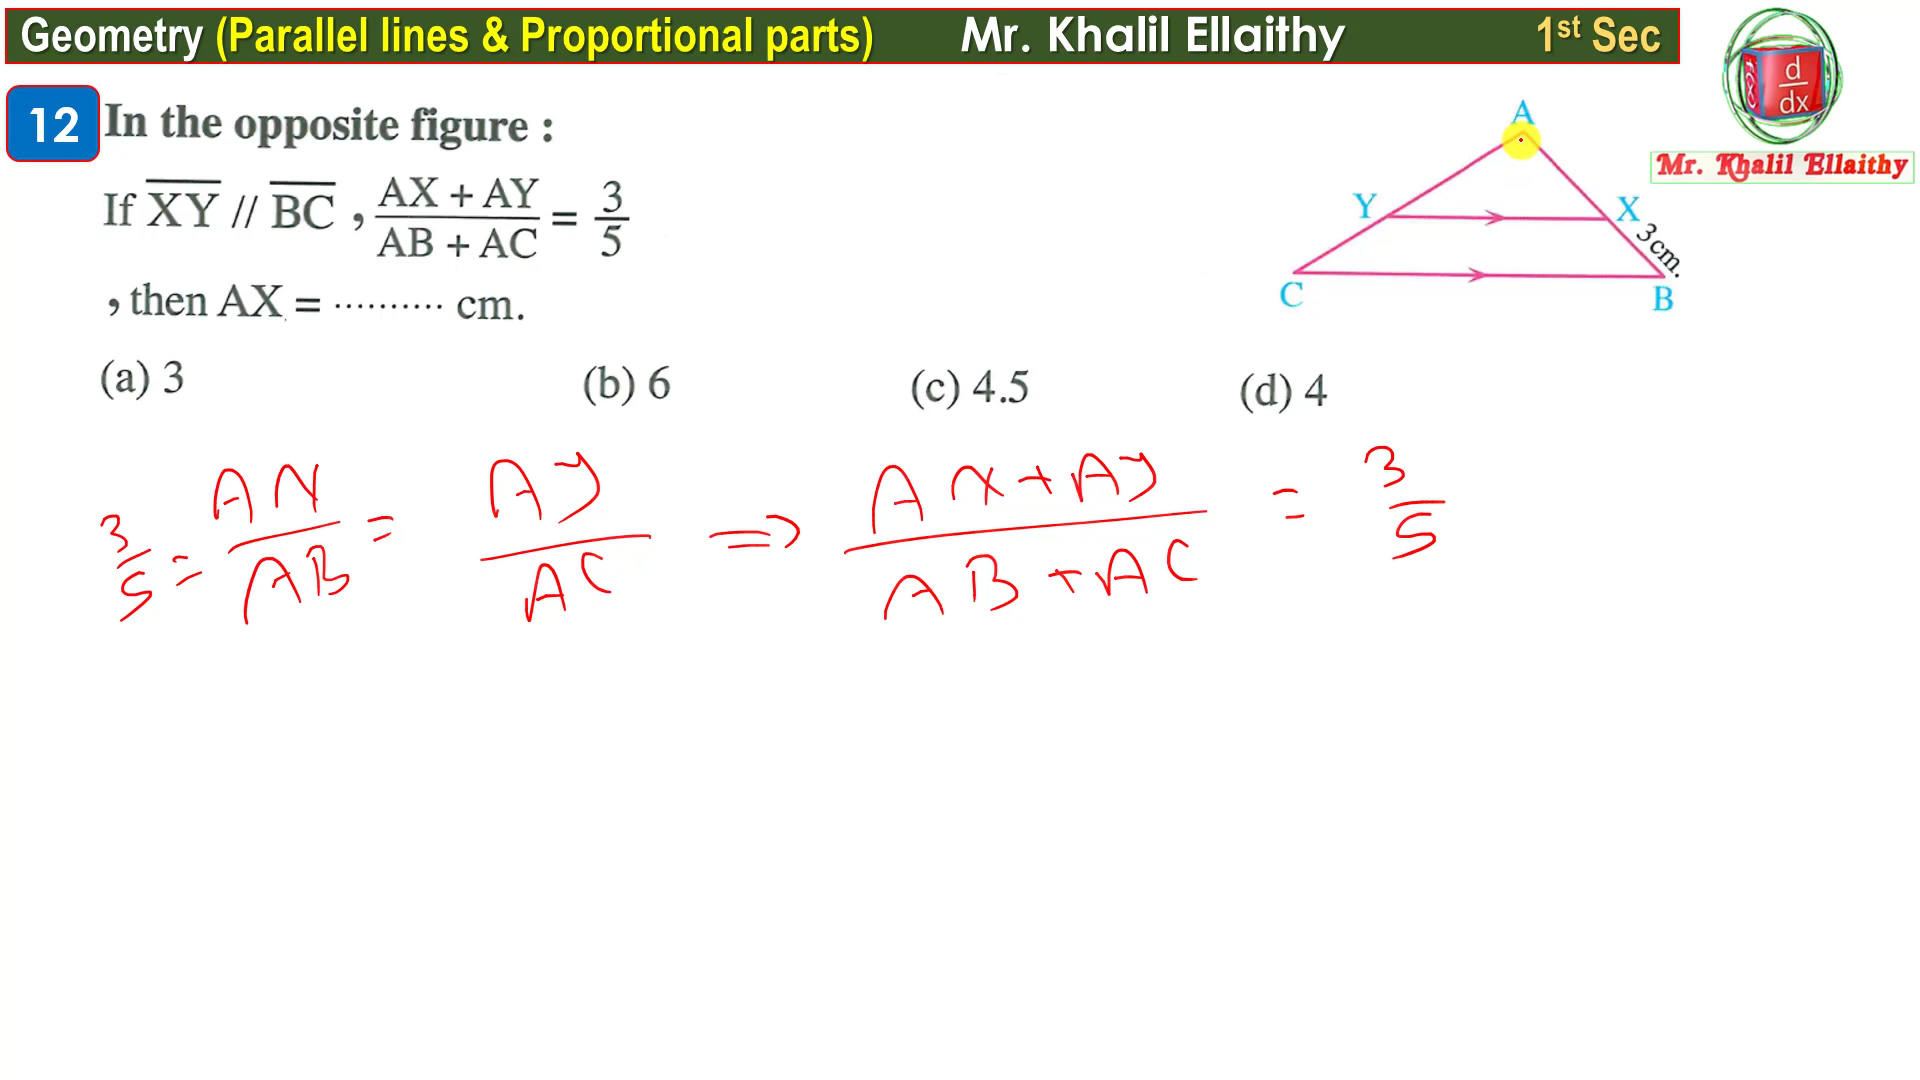 Geometry (Parallel lines & Proportional parts) Mr. Khalil Ellaithy 1st Sec
d
dx
Mr. Khalil Ellaithy
12 In the opposite figure :
If XY // BC , AX + AY / AB + AC = 3 / 5
, then AX = ·········· cm.
(a) 3 (b) 6 (c) 4.5 (d) 4
A
Y X
3 cm.
C B
3/5 = AX/AB = AY/AC ⇒ AX+AY / AB+AC = 3/5